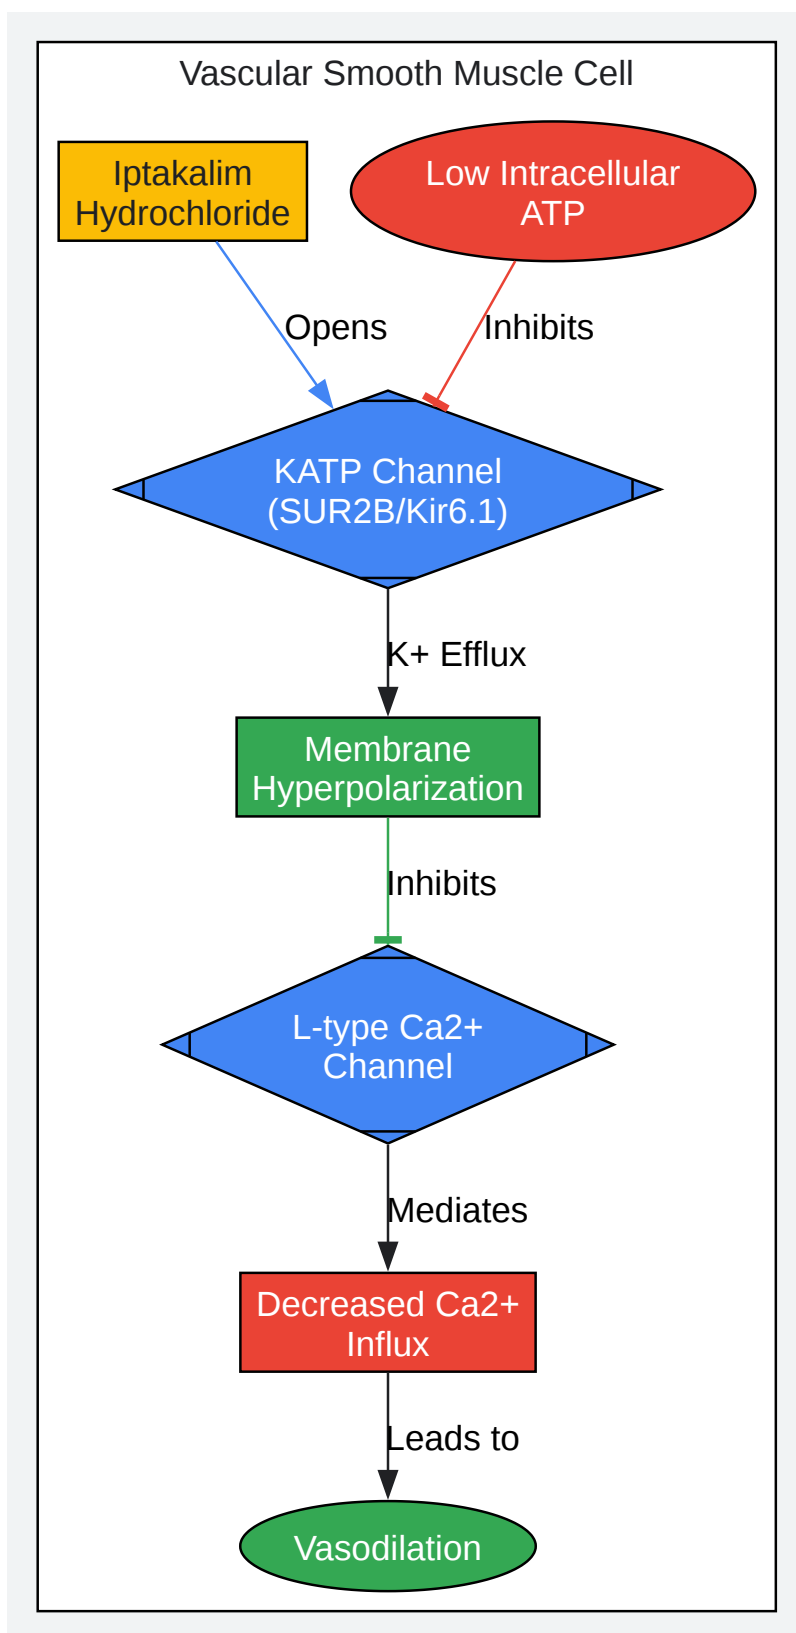 Vascular Smooth Muscle Cell
Iptakalim
Hydrochloride
Low Intracellular
ATP
Opens
Inhibits
KATP Channel
(SUR2B/Kir6.1)
K+ Efflux
Membrane
Hyperpolarization
Inhibits
L-type Ca2+
Channel
Mediates
Decreased Ca2+
Influx
Leads to
Vasodilation